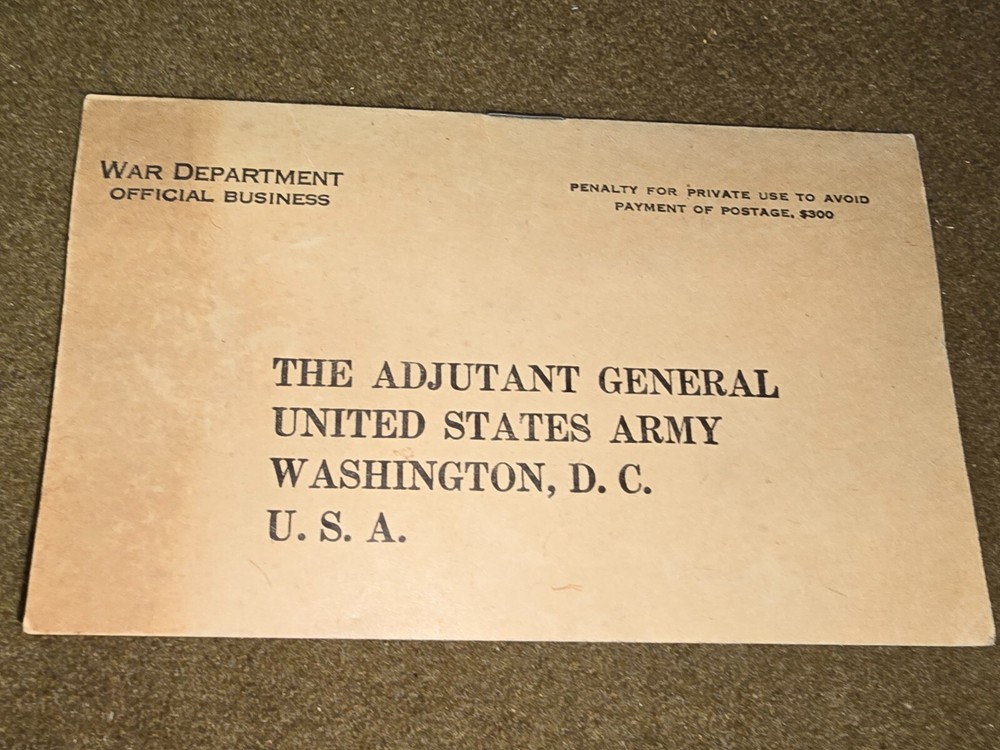 WAR DEPARTMENT
OFFICIAL BUSINESS
PENALTY FOR PRIVATE USE TO AVOID
PAYMENT OF POSTAGE, $300
THE ADJUTANT GENERAL
UNITED STATES ARMY
WASHINGTON, D. C.
U. S. A.